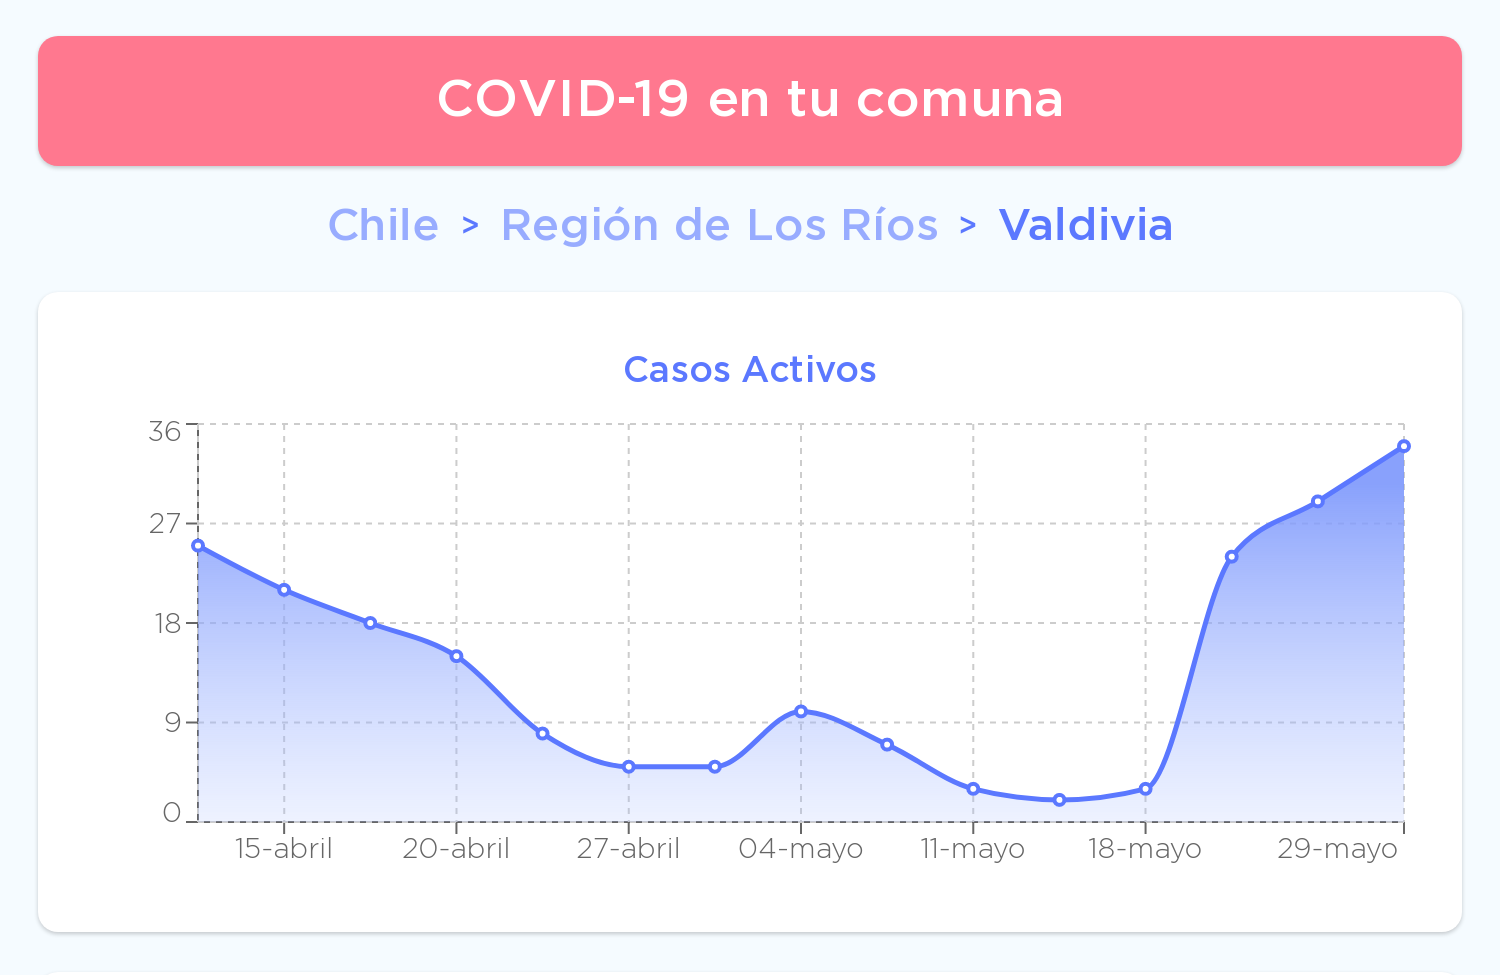 COVID-19 en tu comuna
Chile > Región de Los Ríos > Valdivia
Casos Activos
36
27
18
9
0
15-abril 20-abril 27-abril 04-mayo 11-mayo 18-mayo 29-mayo